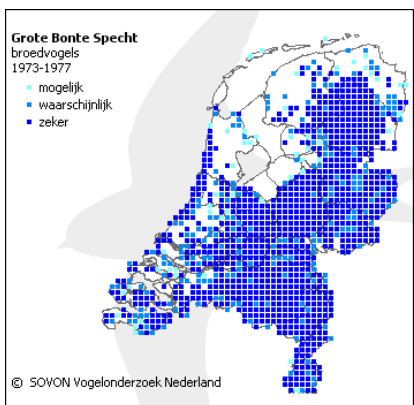 Grote Bonte Specht
broedvogels
1973-1977
mogelijk
waarschijnlijk
zeker
© SOVON Vogelonderzoek Nederland